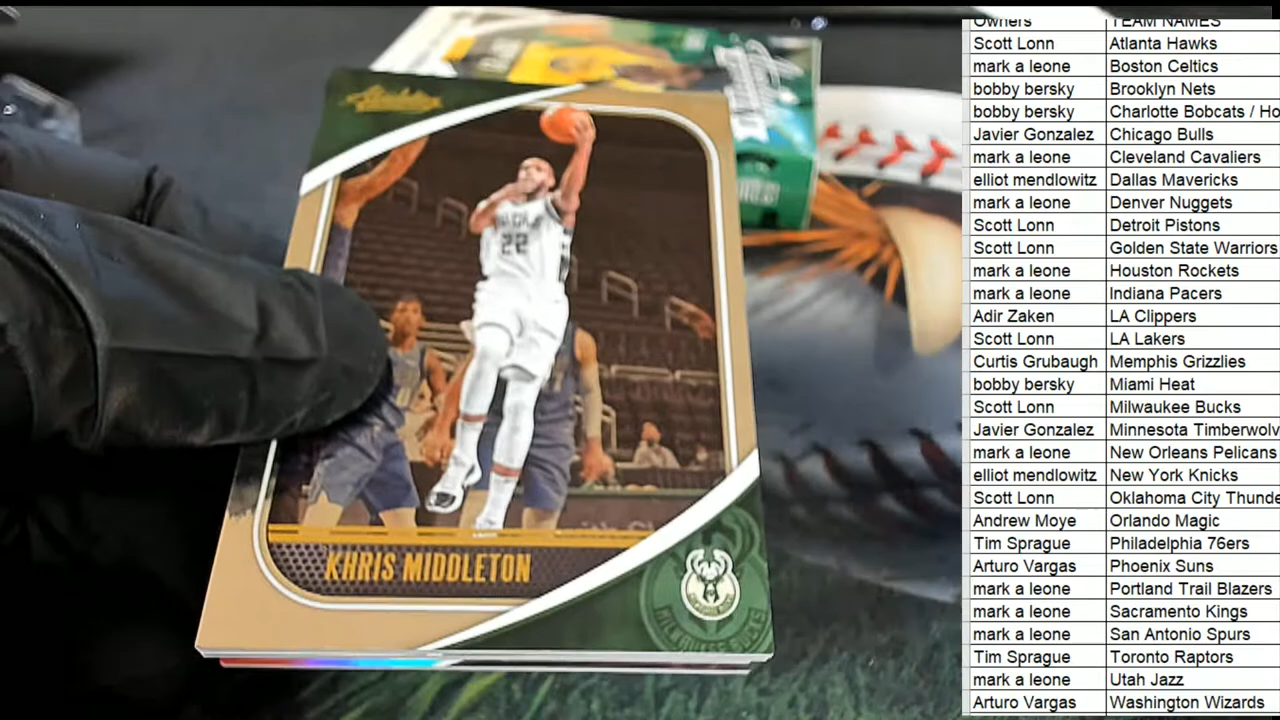 Absolute
22
KHRIS MIDDLETON
MILWAUKEE BUCKS
Owners TEAM NAMES
Scott Lonn Atlanta Hawks
mark a leone Boston Celtics
bobby bersky Brooklyn Nets
bobby bersky Charlotte Bobcats / Ho
Javier Gonzalez Chicago Bulls
mark a leone Cleveland Cavaliers
elliot mendlowitz Dallas Mavericks
mark a leone Denver Nuggets
Scott Lonn Detroit Pistons
Scott Lonn Golden State Warriors
mark a leone Houston Rockets
mark a leone Indiana Pacers
Adir Zaken LA Clippers
Scott Lonn LA Lakers
Curtis Grubaugh Memphis Grizzlies
bobby bersky Miami Heat
Scott Lonn Milwaukee Bucks
Javier Gonzalez Minnesota Timberwolv
mark a leone New Orleans Pelicans
elliot mendlowitz New York Knicks
Scott Lonn Oklahoma City Thunde
Andrew Moye Orlando Magic
Tim Sprague Philadelphia 76ers
Arturo Vargas Phoenix Suns
mark a leone Portland Trail Blazers
mark a leone Sacramento Kings
mark a leone San Antonio Spurs
Tim Sprague Toronto Raptors
mark a leone Utah Jazz
Arturo Vargas Washington Wizards